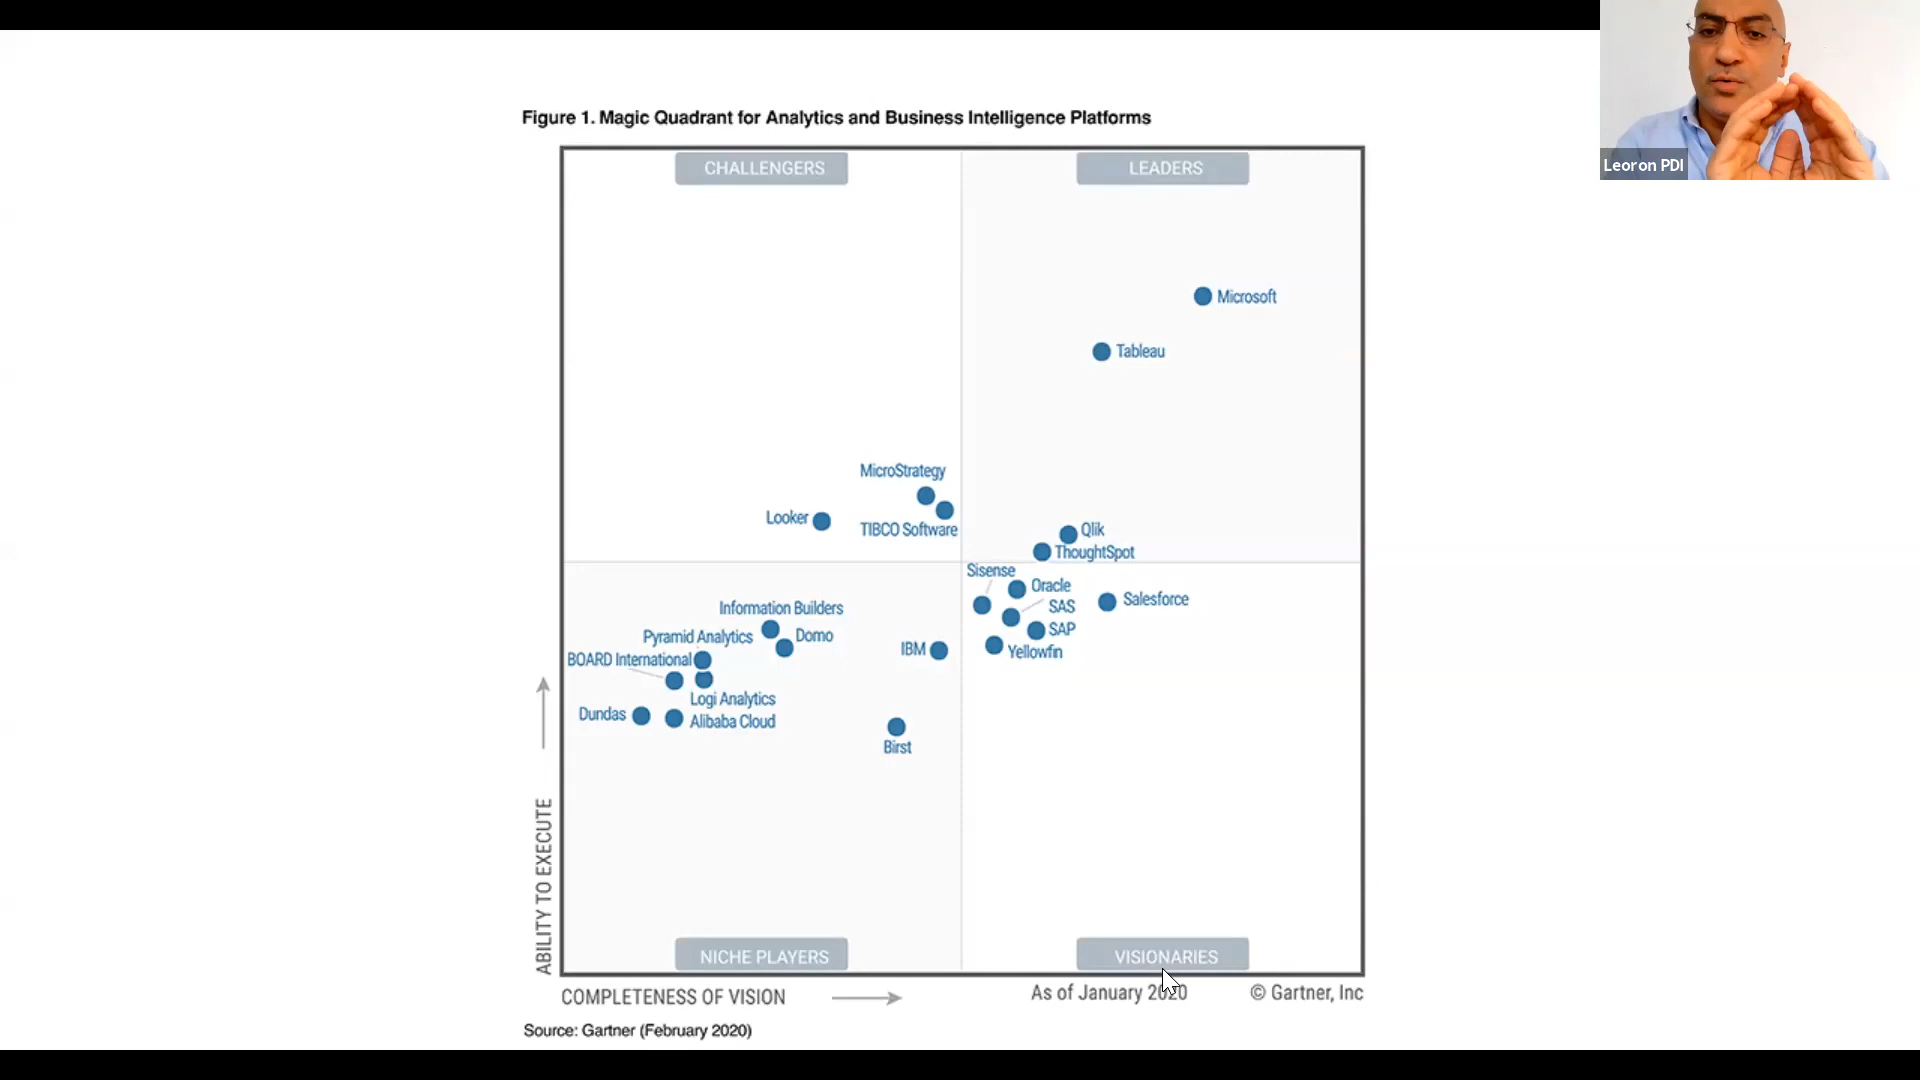 Leoron PDI
Figure 1. Magic Quadrant for Analytics and Business Intelligence Platforms
CHALLENGERS
LEADERS
Microsoft
Tableau
MicroStrategy
Looker
TIBCO Software
Qlik
ThoughtSpot
Sisense
Oracle
Salesforce
SAS
SAP
Yellowfin
Information Builders
Pyramid Analytics
Domo
IBM
BOARD International
Logi Analytics
Dundas
Alibaba Cloud
Birst
ABILITY TO EXECUTE
NICHE PLAYERS
VISIONARIES
COMPLETENESS OF VISION
As of January 2020
© Gartner, Inc
Source: Gartner (February 2020)